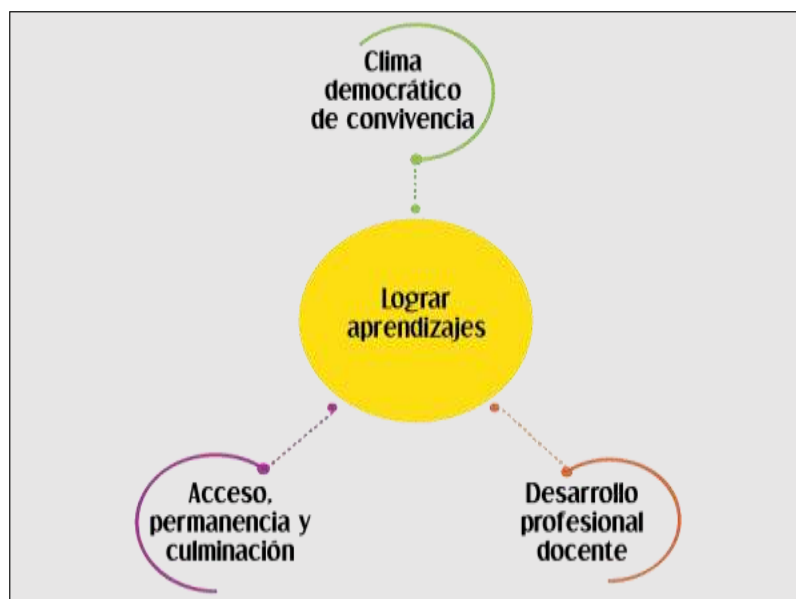 Clima
democrático
de convivencia
Lograr
aprendizajes
Acceso,
permanencia y
culminación
Desarrollo
profesional
docente